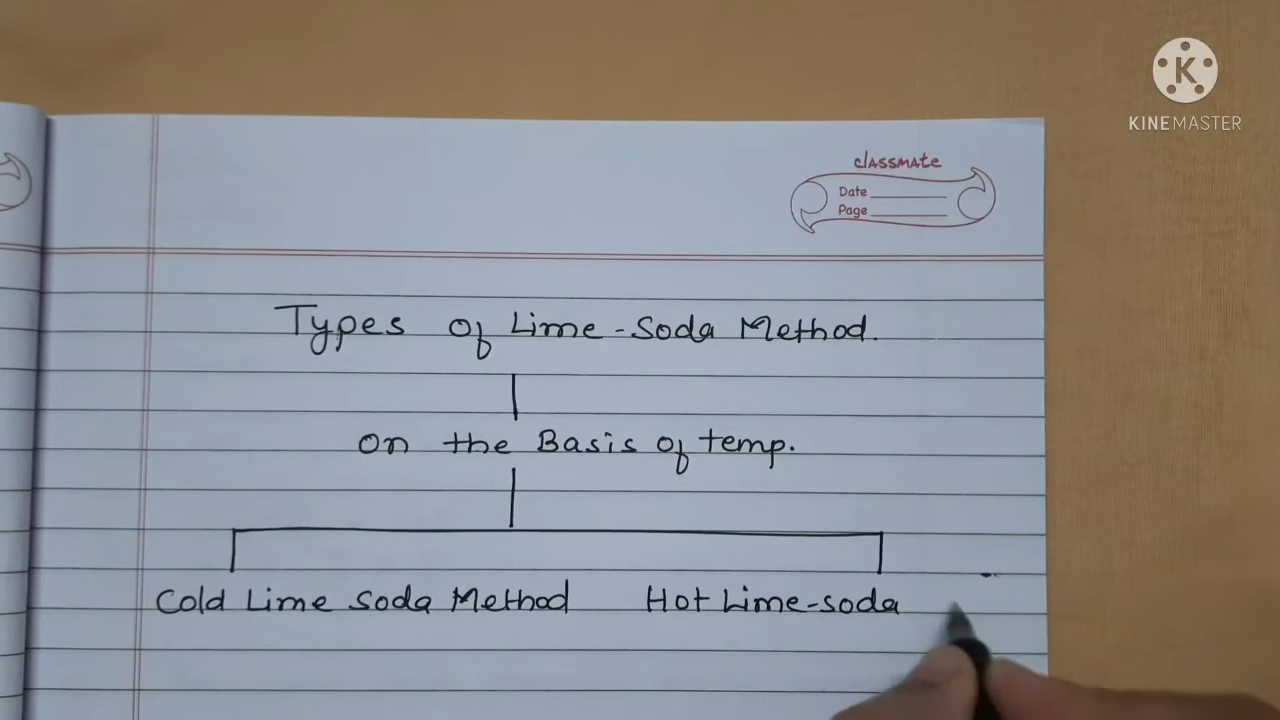 KINEMASTER
classmate
Date
Page
Types of Lime-Soda Method.
On the Basis of temp.
Cold Lime Soda Method Hot Lime-soda